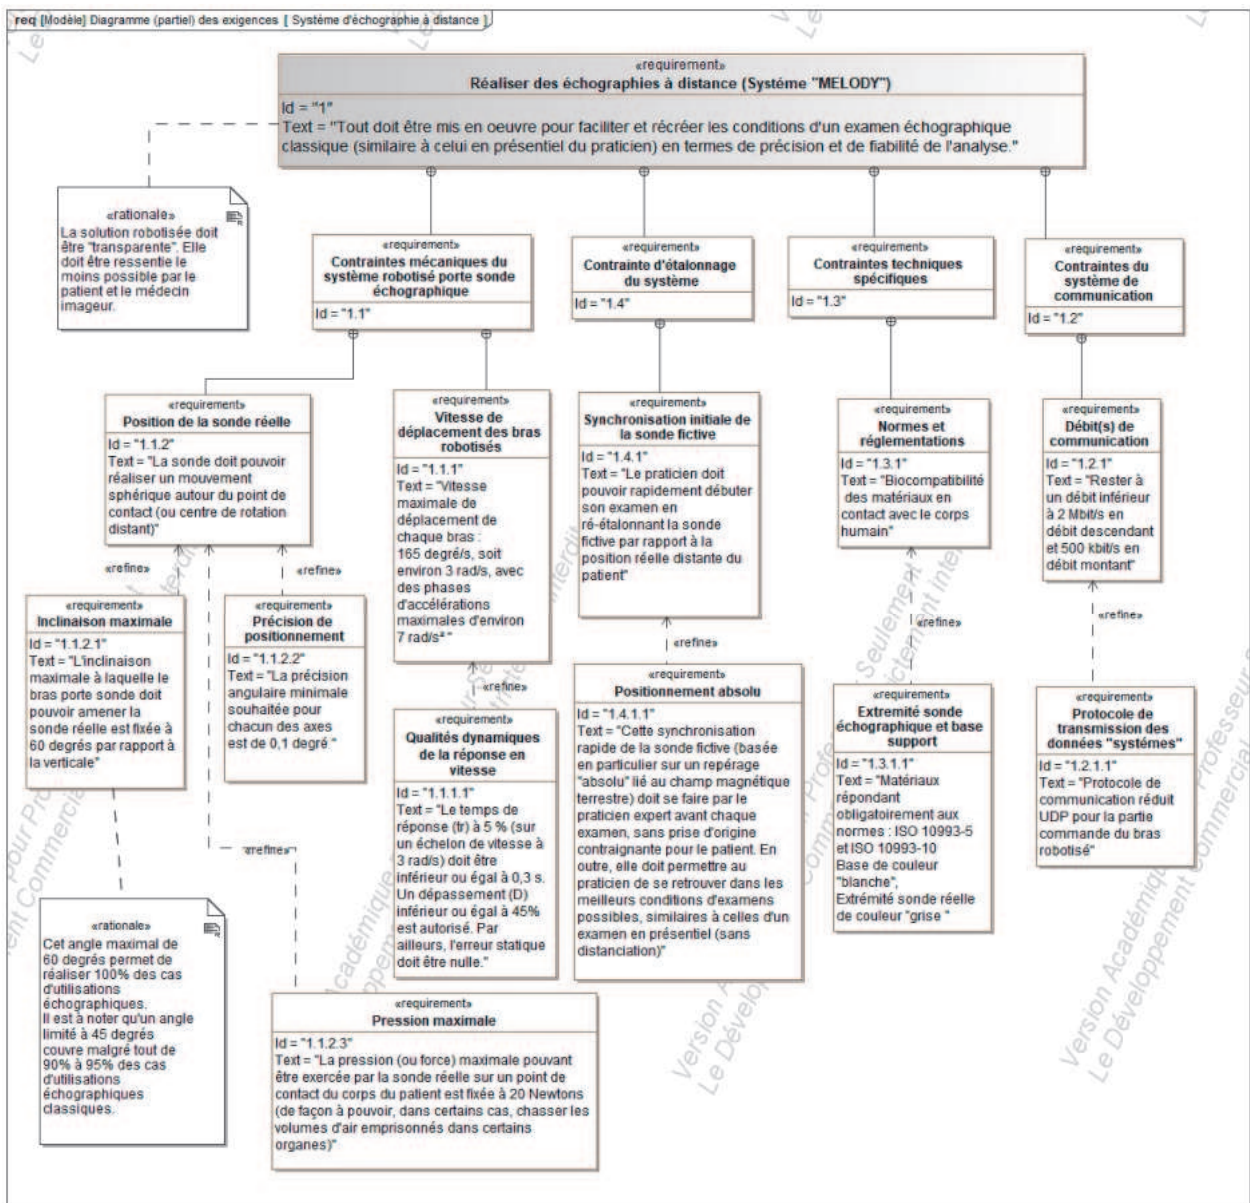 req [Modèle] Diagramme (partiel) des exigences [ Système d'échographie à distance ]
«requirement»
Réaliser des échographies à distance (Systéme "MELODY")
Id = "1"
Text = "Tout doit être mis en oeuvre pour faciliter et récréer les conditions d'un examen échographique
classique (similaire à celui en présentiel du praticien) en termes de précision et de fiabilité de l'analyse."
«rationale»
La solution robotisée doit
être "transparente". Elle
doit être ressentie le
moins possible par le
patient et le médecin
imageur.
«requirement»
Contraintes mécaniques du
système robotisé porte sonde
échographique
Id = "1.1"
«requirement»
Contrainte d'étalonnage
du système
Id = "1.4"
«requirement»
Contraintes techniques
spécifiques
Id = "1.3"
«requirement»
Contraintes du
système de
communication
Id = "1.2"
«requirement»
Position de la sonde réelle
Id = "1.1.2"
Text = "La sonde doit pouvoir
réaliser un mouvement
sphérique autour du point de
contact (ou centre de rotation
distant)"
«requirement»
Vitesse de
déplacement des bras
robotisés
Id = "1.1.1"
Text = "Vitesse
maximale de
déplacement de
chaque bras :
165 degré/s, soit
environ 3 rad/s, avec
des phases
d'accélérations
maximales d'environ
7 rad/s² "
«requirement»
Synchronisation initiale de
la sonde fictive
Id = "1.4.1"
Text = "Le praticien doit
pouvoir rapidement débuter
son examen en
ré-étalonnant la sonde
fictive par rapport à la
position réelle distante du
patient"
«requirement»
Normes et
réglementations
Id = "1.3.1"
Text = "Biocompatibilité
des matériaux en
contact avec le corps
humain"
«requirement»
Débit(s) de
communication
Id = "1.2.1"
Text = "Rester à
un débit inférieur
à 2 Mbit/s en
débit descendant
et 500 kbit/s en
débit montant"
«refine»
«refine»
«refine»
«refine»
«refine»
«refine»
«refine»
«requirement»
Inclinaison maximale
Id = "1.1.2.1"
Text = "L'inclinaison
maximale à laquelle le
bras porte sonde doit
pouvoir amener la
sonde réelle est fixée à
60 degrés par rapport à
la verticale"
«requirement»
Précision de
positionnement
Id = "1.1.2.2"
Text = "La précision
angulaire minimale
souhaitée pour
chacun des axes
est de 0,1 degré."
«requirement»
Qualités dynamiques
de la réponse en
vitesse
Id = "1.1.1.1"
Text = "Le temps de
réponse (tr) à 5 % (sur
un échelon de vitesse à
3 rad/s) doit être
inférieur ou égal à 0,3 s.
Un dépassement (D)
inférieur ou égal à 45%
est autorisé. Par
ailleurs, l'erreur statique
doit être nulle."
«requirement»
Positionnement absolu
Id = "1.4.1.1"
Text = "Cette synchronisation
rapide de la sonde fictive (basée
en particulier sur un repérage
"absolu" lié au champ magnétique
terrestre) doit se faire par le
praticien expert avant chaque
examen, sans prise d'origine
contraignante pour le patient. En
outre, elle doit permettre au
praticien de se retrouver dans les
meilleurs conditions d'examens
possibles, similaires à celles d'un
examen en présentiel (sans
distanciation)"
«requirement»
Extremité sonde
échographique et base
support
Id = "1.3.1.1"
Text = "Matériaux
répondant
obligatoirement aux
normes : ISO 10993-5
et ISO 10993-10
Base de couleur
"blanche",
Extrémité sonde réelle
de couleur "grise "
«requirement»
Protocole de
transmission des
données "systémes"
Id = "1.2.1.1"
Text = "Protocole de
communication réduit
UDP pour la partie
commande du bras
robotisé"
«rationale»
Cet angle maximal de
60 degrés permet de
réaliser 100% des cas
d'utilisations
échographiques.
Il est à noter qu'un angle
limité à 45 degrés
couvre malgré tout de
90% à 95% des cas
d'utilisations
échographiques
classiques.
«requirement»
Pression maximale
Id = "1.1.2.3"
Text = "La pression (ou force) maximale pouvant
être exercée par la sonde réelle sur un point de
contact du corps du patient est fixée à 20 Newtons
(de façon à pouvoir, dans certains cas, chasser les
volumes d'air emprisonnés dans certains
organes)"